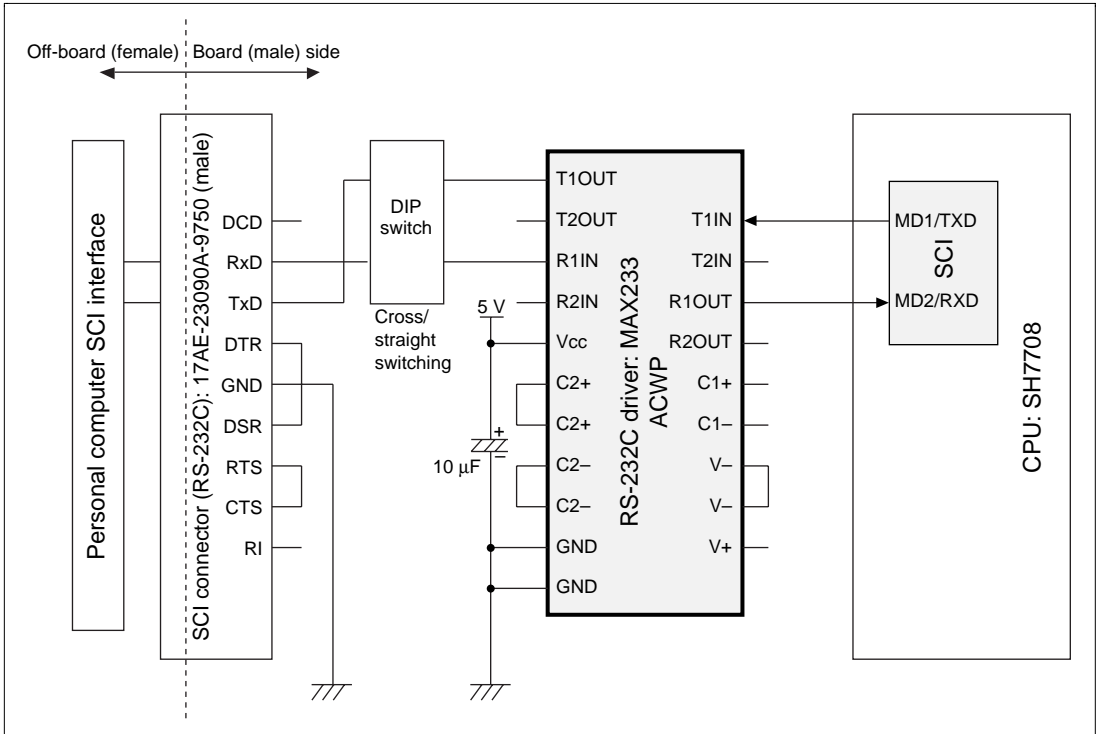 Off-board (female)
Board (male) side
Personal computer SCI interface
SCI connector (RS-232C): 17AE-23090A-9750 (male)
DCD
RxD
TxD
DTR
GND
DSR
RTS
CTS
RI
DIP
switch
Cross/
straight
switching
5 V
+
–
10 μF
T1OUT
T2OUT
R1IN
R2IN
Vcc
C2+
C2+
C2–
C2–
GND
GND
RS-232C driver: MAX233
ACWP
T1IN
T2IN
R1OUT
R2OUT
C1+
C1–
V–
V–
V+
MD1/TXD
SCI
MD2/RXD
CPU: SH7708